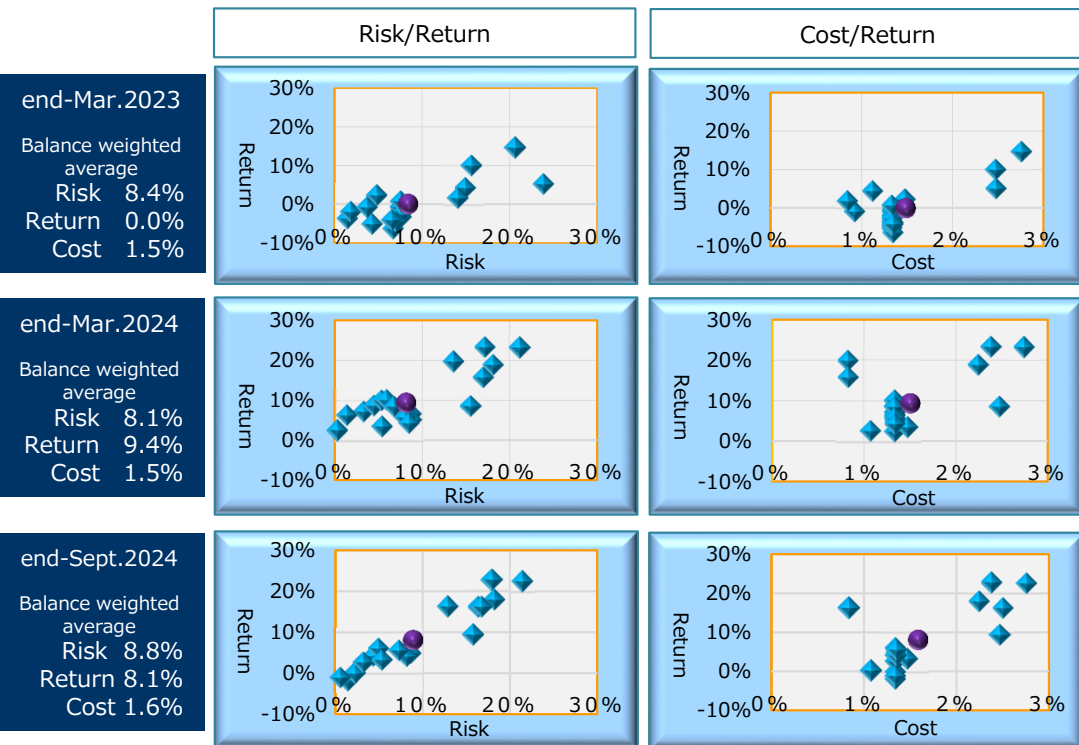 Risk/Return
Cost/Return
end-Mar.2023
Balance weighted
average
Risk 8.4%
Return 0.0%
Cost 1.5%
30%
20%
10%
0%
-10%
Return
0% 10% 20% 30%
Risk
30%
20%
10%
0%
-10%
Return
0% 1% 2% 3%
Cost
end-Mar.2024
Balance weighted
average
Risk 8.1%
Return 9.4%
Cost 1.5%
30%
20%
10%
0%
-10%
Return
0% 10% 20% 30%
Risk
30%
20%
10%
0%
-10%
Return
0% 1% 2% 3%
Cost
end-Sept.2024
Balance weighted
average
Risk 8.8%
Return 8.1%
Cost 1.6%
30%
20%
10%
0%
-10%
Return
0% 10% 20% 30%
Risk
30%
20%
10%
0%
-10%
Return
0% 1% 2% 3%
Cost